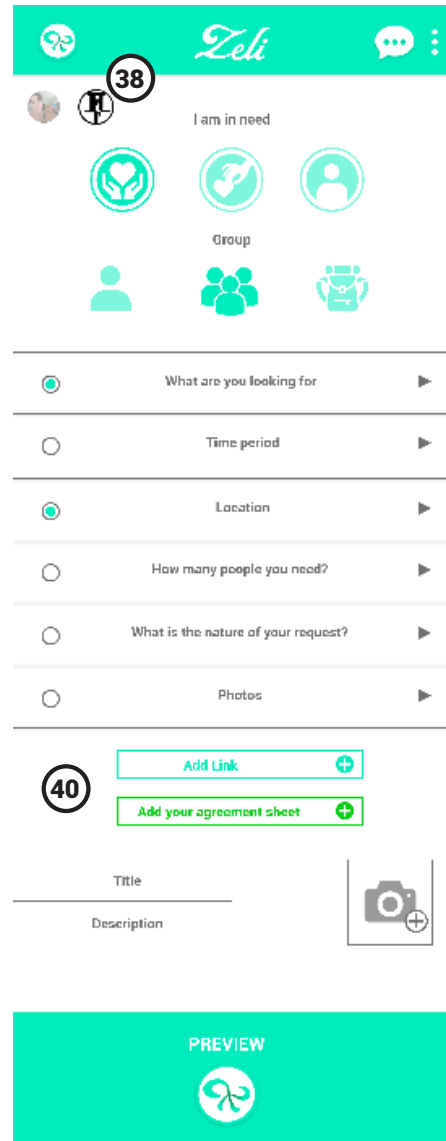 Zeli
38
I am in need
Group
What are you looking for
Time period
Location
How many people you need?
What is the nature of your request?
Photos
Add Link
40
Add your agreement sheet
Title
Description
PREVIEW